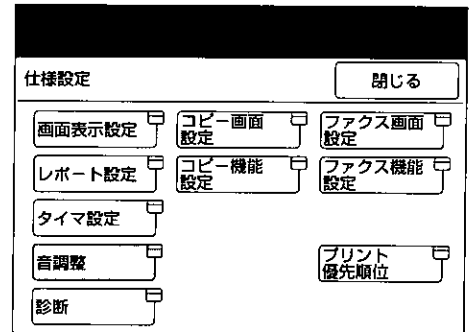 仕様設定
閉じる
画面表示設定
コピー画面
設定
ファクス画面
設定
レポート設定
コピー機能
設定
ファクス機能
設定
タイマ設定
音調整
プリント
優先順位
診断